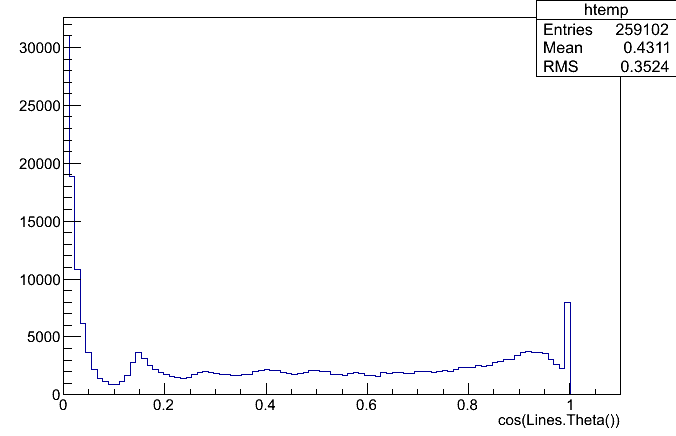 htemp
Entries 259102
Mean 0.4311
RMS 0.3524
30000
25000
20000
15000
10000
5000
0
0 0.2 0.4 0.6 0.8 1
cos(Lines.Theta())